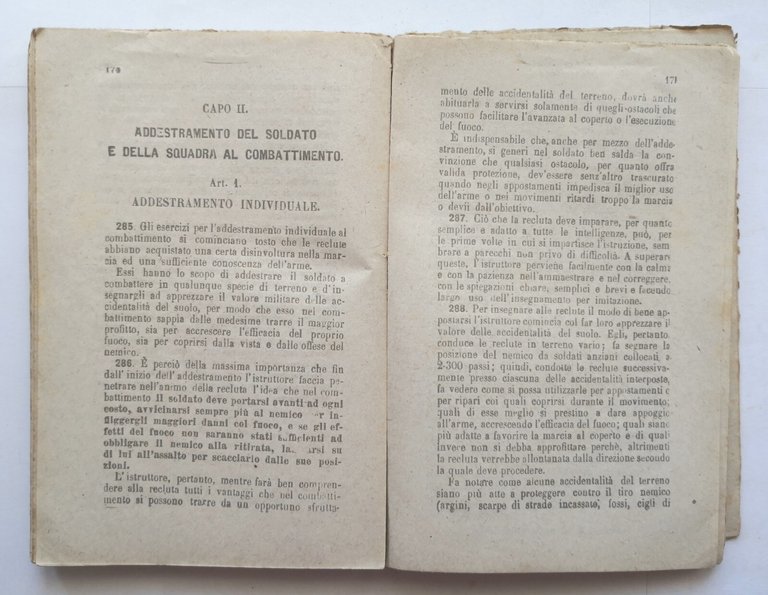 170
CAPO II.
ADDESTRAMENTO DEL SOLDATO
E DELLA SQUADRA AL COMBATTIMENTO.
Art. 1.
ADDESTRAMENTO INDIVIDUALE.
285. Gli esercizi per l'addestramento individuale al
combattimento si cominciano tosto che le reclute
abbiano acquistato una certa disinvoltura nella mar-
cia ed una sufficiente conoscenza dell'arme.
Essi hanno lo scopo di addestrare il soldato a
combattere in qualunque specie di terreno e d'in-
segnargli ad apprezzare il valore militare delle ac-
cidentalità del suolo, per modo che esso nel com-
battimento sappia dalle medesime trarre il maggior
profitto, sia per accrescere l'efficacia del proprio
fuoco, sia per coprirsi dalla vista e dalle offese del
nemico.
286. È perciò della massima importanza che fin
dall'inizio dell'addestramento l'istruttore faccia pe-
netrare nell'animo della recluta l'idea che nel com-
battimento il soldato deve portarsi avanti ad ogni
costo, avvicinarsi sempre più al nemico per in-
fliggergli maggiori danni col fuoco, e se gli ef-
fetti del fuoco non saranno stati sufficienti ad
obbligare il nemico alla ritirata, su
di lui all'assalto per scacciarlo dalle sue posi-
zioni.
L'istruttore, pertanto, mentre farà ben compren-
dere alla recluta tutti i vantaggi che nel combatti-
mento si possono trarre da un opportuno sfrutta-
171
mento delle accidentalità del terreno, dovrà anche
abituarla a servirsi solamente di quegli ostacoli che
possono facilitare l'avanzata al coperto o l'esecuzione
del fuoco.
È indispensabile che, anche per mezzo dell'adde-
stramento, si generi nel soldato ben salda la con-
vinzione che qualsiasi ostacolo, per quanto offra
valida protezione, dev'essere senz'altro trascurato
quando negli appostamenti impedisca il miglior uso
dell'arme o nei movimenti ritardi troppo la marcia
o devii dall'obiettivo.
287. Ciò che la recluta deve imparare, per quanto
semplice e adatto a tutte le intelligenze, può, per
le prime volte in cui si impartisce l'istruzione, sem-
brare a parecchi non privo di difficoltà. A superare
queste, l'istruttore perviene facilmente con la calma
e con la pazienza nell'ammaestrare e nel correggere,
con le spiegazioni chiare, semplici e brevi e facendo
largo uso dell'insegnamento per imitazione.
288. Per insegnare alle reclute il modo di bene ap-
postarsi l'istruttore comincia col far loro apprezzare il
valore delle accidentalità del suolo. Egli, pertanto,
conduce le reclute in terreno vario; fa segnare la
posizione del nemico da soldati anziani collocati a
2-300 passi; quindi, condotte le reclute successiva-
mente presso ciascuna delle accidentalità interposte,
fa vedere come si possa utilizzarle per appostamenti o
per ripari coi quali coprirsi durante il movimento;
quali di esse meglio si prestino a dare appoggio
all'arme, accrescendo l'efficacia del fuoco; quali siano
più adatte a favorire la marcia al coperto e di quali
invece non si debba approfittare perchè, altrimenti
la recluta verrebbe allontanata dalla direzione secondo
la quale deve procedere.
Fa notare come alcune accidentalità del terreno
siano più atte a proteggere contro il tiro nemico
(argini, scarpe di strade incassate, fossi, cigli di